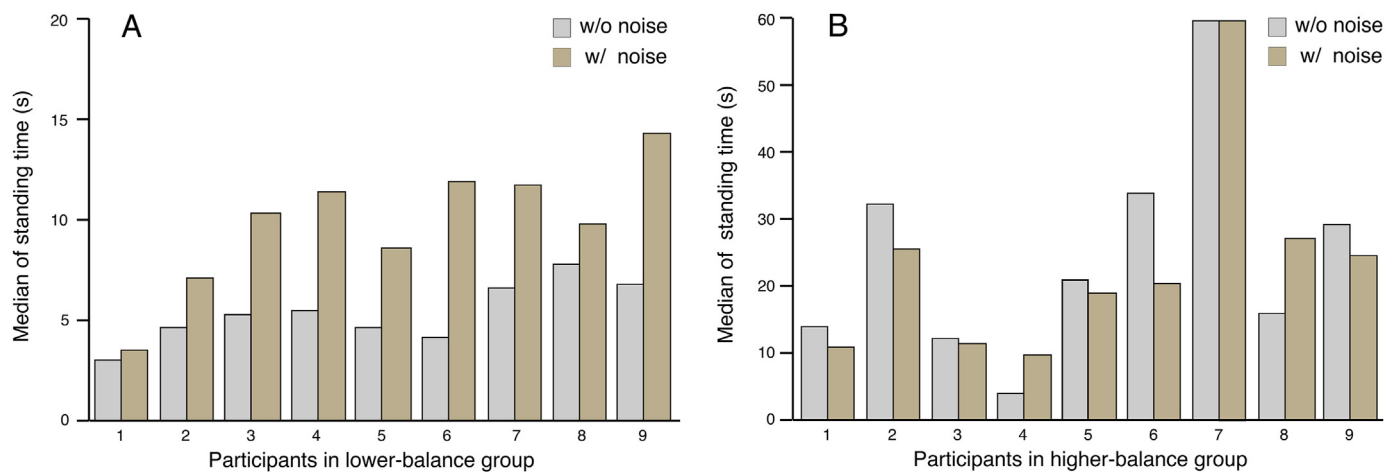 A
w/o noise
w/ noise
Median of standing time (s)
20
15
10
5
0
1 2 3 4 5 6 7 8 9
Participants in lower-balance group
B
w/o noise
w/ noise
Median of standing time (s)
60
50
40
30
20
10
0
1 2 3 4 5 6 7 8 9
Participants in higher-balance group